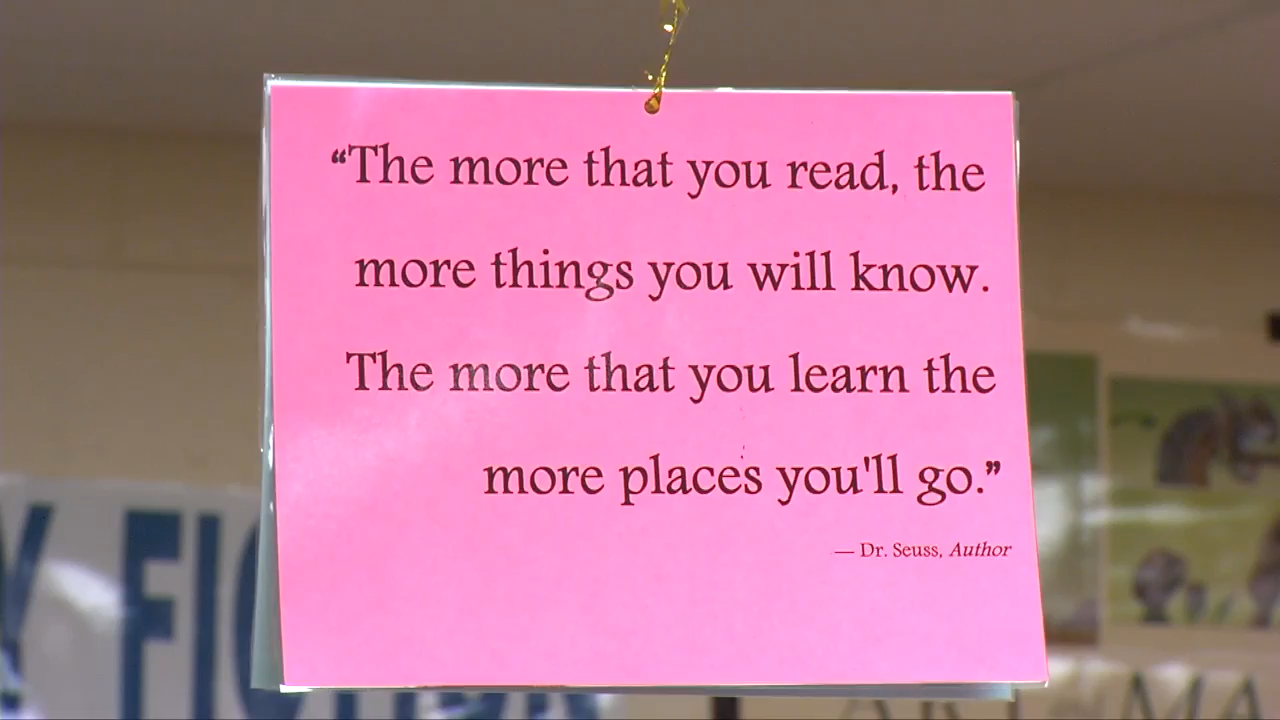 “The more that you read, the
more things you will know.
The more that you learn the
more places you'll go.”
— Dr. Seuss, Author